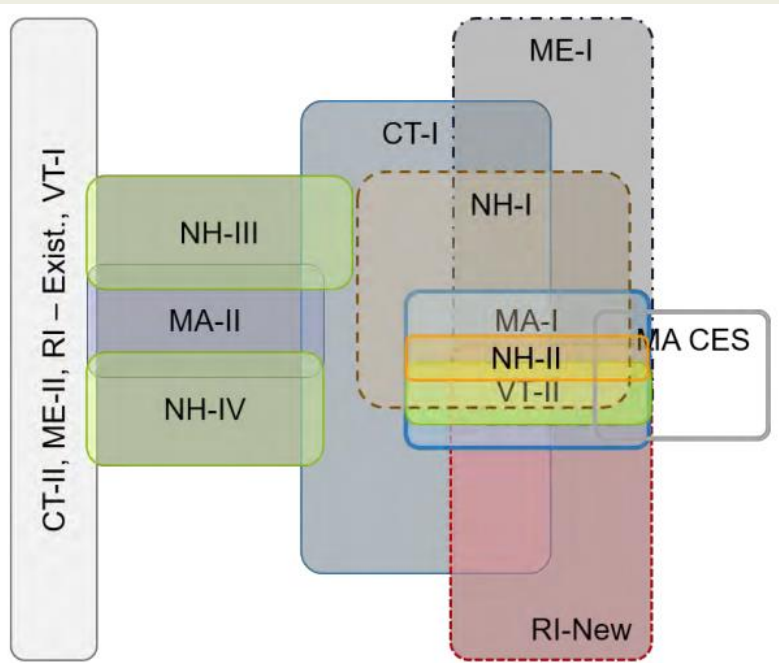 CT-II, ME-II, RI – Exist., VT-I
ME-I
CT-I
NH-I
NH-III
MA-II
MA-I
MA CES
NH-II
VT-II
NH-IV
RI-New